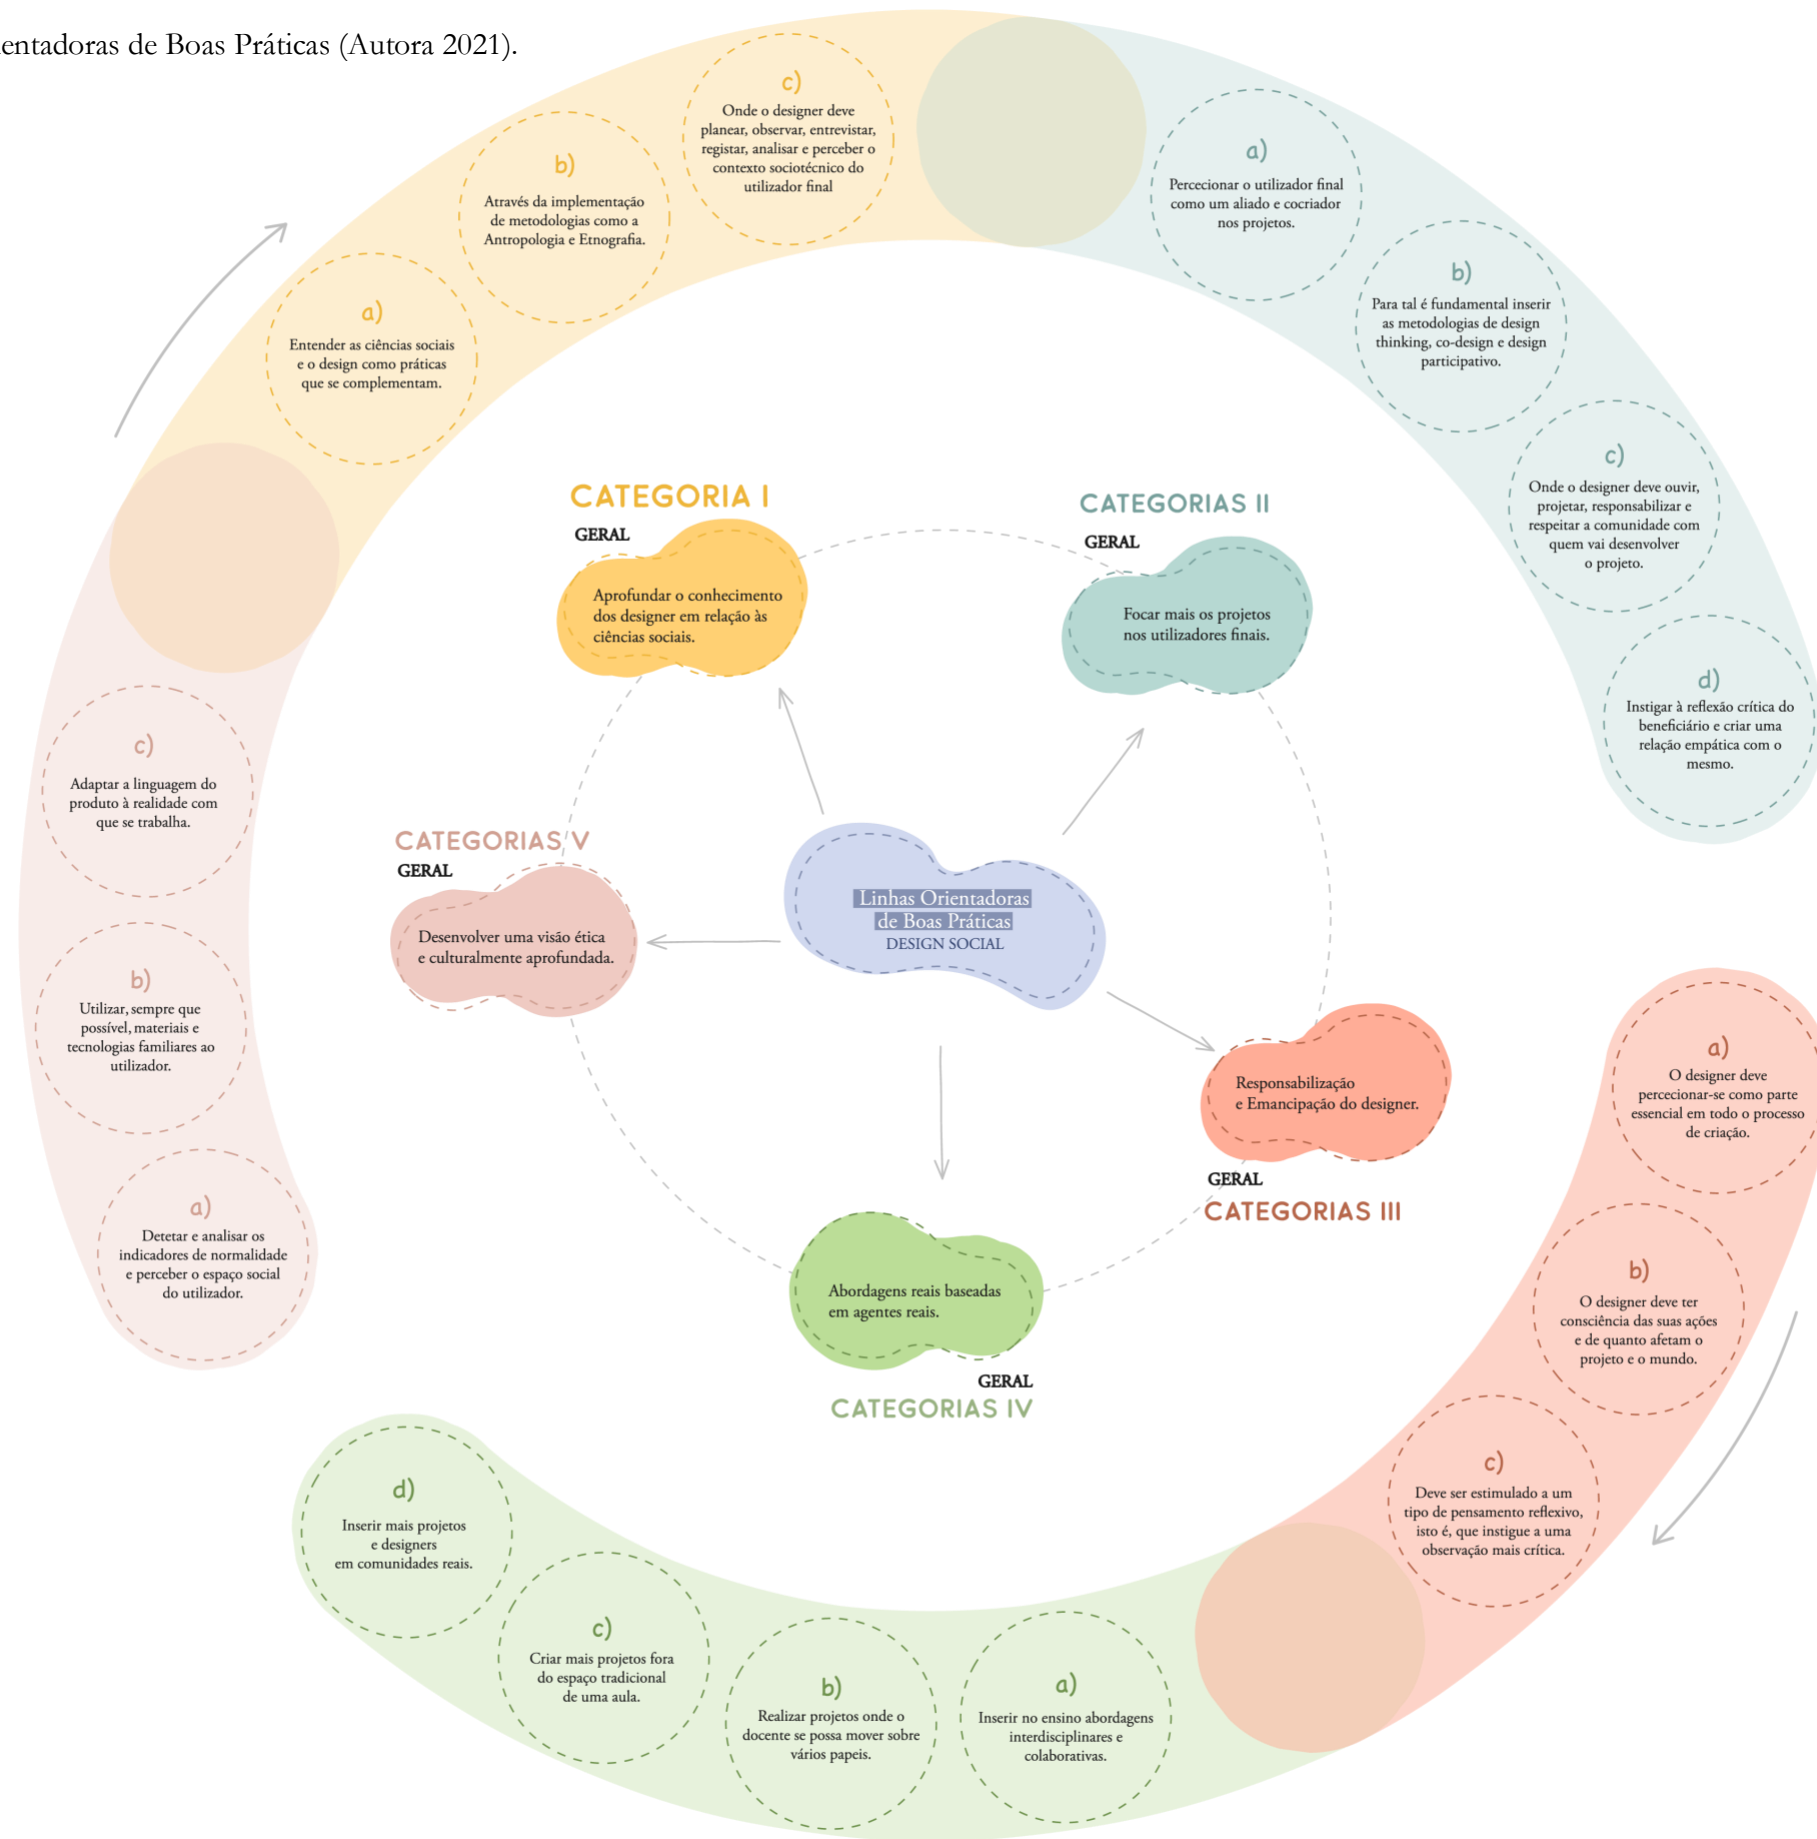 entadoras de Boas Práticas (Autora 2021).
c)
Onde o designer deve
planear, observar, entrevistar,
registar, analisar e perceber o
contexto sociotécnico do
utilizador final
b)
Através da implementação
de metodologias como a
Antropologia e Etnografia.
a)
Entender as ciências sociais
e o design como práticas
que se complementam.
a)
Percecionar o utilizador final
como um aliado e cocriador
nos projetos.
b)
Para tal é fundamental inserir
as metodologias de design
thinking, co-design e design
participativo.
c)
Onde o designer deve ouvir,
projetar, responsabilizar e
respeitar a comunidade com
quem vai desenvolver
o projeto.
d)
Instigar à reflexão crítica do
beneficiário e criar uma
relação empática com o
mesmo.
CATEGORIA I
GERAL
Aprofundar o conhecimento
dos designer em relação às
ciências sociais.
CATEGORIAS II
GERAL
Focar mais os projetos
nos utilizadores finais.
CATEGORIAS V
GERAL
Desenvolver uma visão ética
e culturalmente aprofundada.
Linhas Orientadoras
de Boas Práticas
DESIGN SOCIAL
Responsabilização
e Emancipação do designer.
GERAL
CATEGORIAS III
Abordagens reais baseadas
em agentes reais.
GERAL
CATEGORIAS IV
c)
Adaptar a linguagem do
produto à realidade com
que se trabalha.
b)
Utilizar, sempre que
possível, materiais e
tecnologias familiares ao
utilizador.
a)
Detetar e analisar os
indicadores de normalidade
e perceber o espaço social
do utilizador.
a)
O designer deve
percecionar-se como parte
essencial em todo o processo
de criação.
b)
O designer deve ter
consciência das suas ações
e de quanto afetam o
projeto e o mundo.
c)
Deve ser estimulado a um
tipo de pensamento reflexivo,
isto é, que instigue a uma
observação mais crítica.
d)
Inserir mais projetos
e designers
em comunidades reais.
c)
Criar mais projetos fora
do espaço tradicional
de uma aula.
b)
Realizar projetos onde o
docente se possa mover sobre
vários papeis.
a)
Inserir no ensino abordagens
interdisciplinares e
colaborativas.